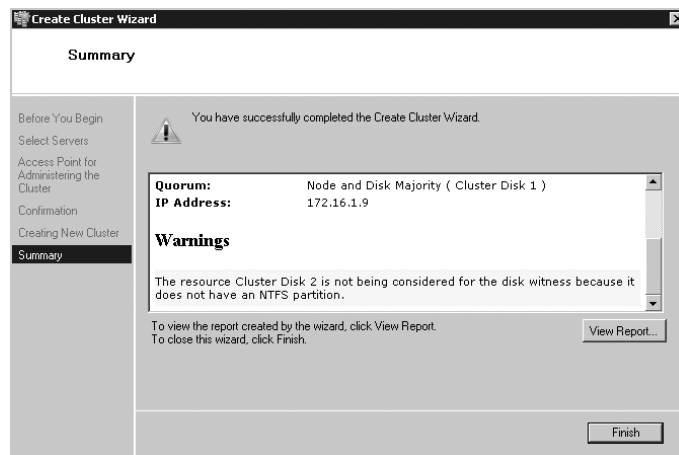 Create Cluster Wizard
Summary
Before You Begin
Select Servers
Access Point for
Administering the
Cluster
Confirmation
Creating New Cluster
Summary
You have successfully completed the Create Cluster Wizard.
Quorum: Node and Disk Majority ( Cluster Disk 1 )
IP Address: 172.16.1.9
Warnings
The resource Cluster Disk 2 is not being considered for the disk witness because it
does not have an NTFS partition.
To view the report created by the wizard, click View Report.
To close this wizard, click Finish.
View Report...
Finish